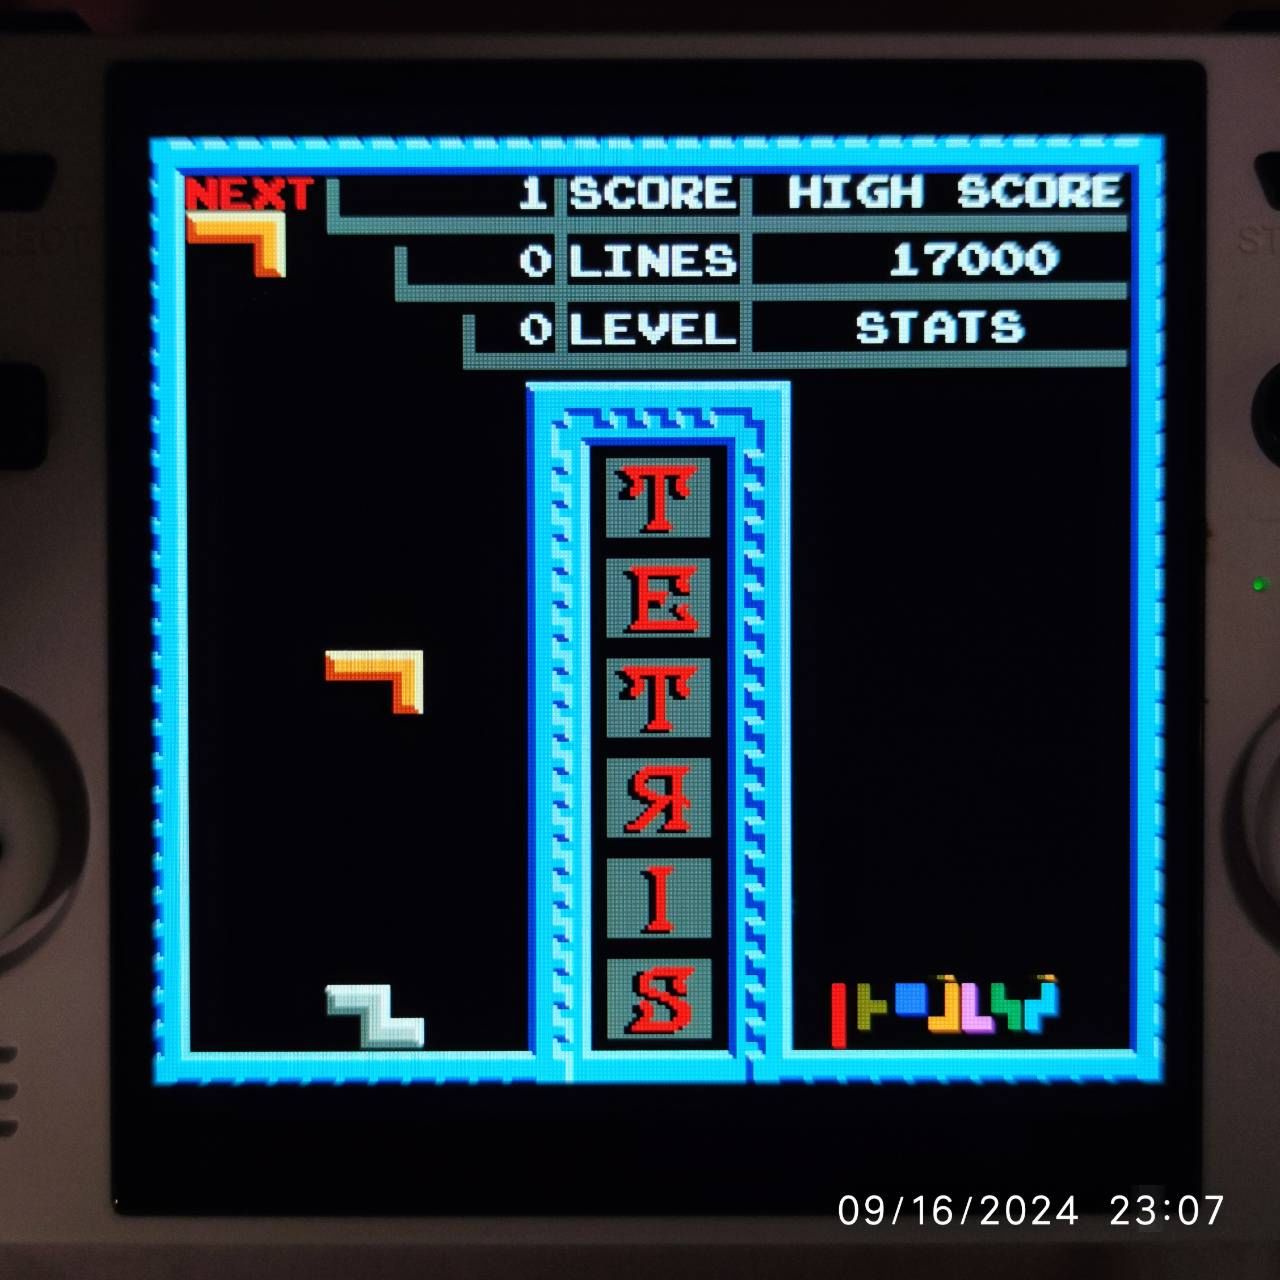 NEXT
1 SCORE
HIGH SCORE
0 LINES
17000
0 LEVEL
STATS
T
E
T
Я
I
S
09/16/2024 23:07